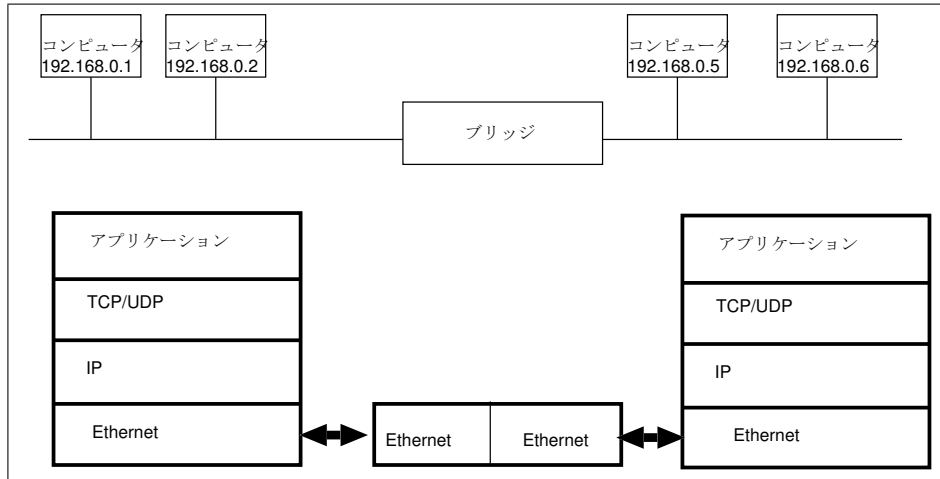 コンピュータ
192.168.0.1
コンピュータ
192.168.0.2
コンピュータ
192.168.0.5
コンピュータ
192.168.0.6
ブリッジ
アプリケーション
TCP/UDP
IP
Ethernet
Ethernet
Ethernet
アプリケーション
TCP/UDP
IP
Ethernet